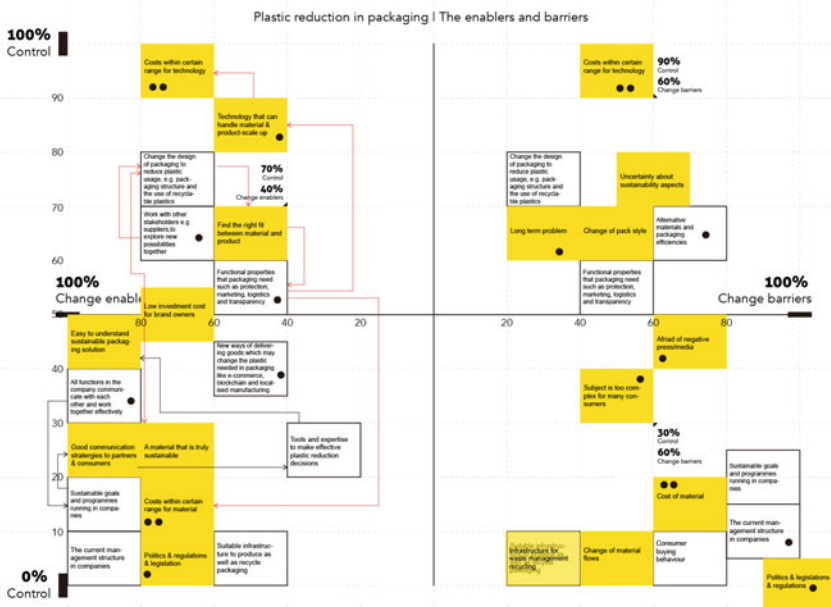 Plastic reduction in packaging | The enablers and barriers
100%
Control
90
80
70
60
50
40
30
20
10
0%
Control
100%
Change enable
80
60
40
20
20
40
60
80
100%
Change barriers
Costs within certain
range for technology
Technology that can
handle material &
product-scale up
Change the design
of packaging to
reduce plastic
usage, e.g. pack-
aging structure and
the use of recycla-
ble plastics
70%
Control
40%
Change enablers
Work with other
stakeholders e.g.
suppliers,to
explore new
possibilities
together
Find the right fit
between material and
product
Functional properties
that packaging need
such as protection,
marketing, logistics
and transparency
Low investment cost
for brand owners
Easy to understand
sustainable packag-
ing solution
New ways of deliver-
ing goods which may
change the plastic
needed in packaging
like e-commerce,
blockchain and local-
ised manufacturing
All functions in the
company communi-
cate with each
other and work
together effectively
Good communication
stratergies to partners
& consumers
A material that is truly
sustainable
Tools and expertise
to make effective
plastic reduction
decisions
Sustainable goals
and programmes
running in compa-
nies
Costs within certain
range for material
The current man-
agement structure
in companies
Politics & regulations
& legislation
Suitable infrastruc-
ture to produce as
well as recycle
packaging
Costs within certain
range for technology
90%
Control
60%
Change barriers
Change the design
of packaging to
reduce plastic
usage, e.g. pack-
aging structure and
the use of recycla-
ble plastics
Uncertainty about
sustainability aspects
Long term problem
Change of pack style
Alternative
materials and
packaging
efficiencies
Functional properties
that packaging need
such as protection,
marketing, logistics
and transparency
Afriad of negative
press/media
Subject is too com-
plex for many con-
sumers
30%
Control
60%
Change barriers
Cost of material
Sustainable goals
and programmes
running in compa-
nies
The current man-
agement structure
in companies
Suitable infrastruc-
Infrastructure for
waste management
recycling
packaging
Change of material
flows
Consumer
buying
behaviour
Politics & legislations
& regulations